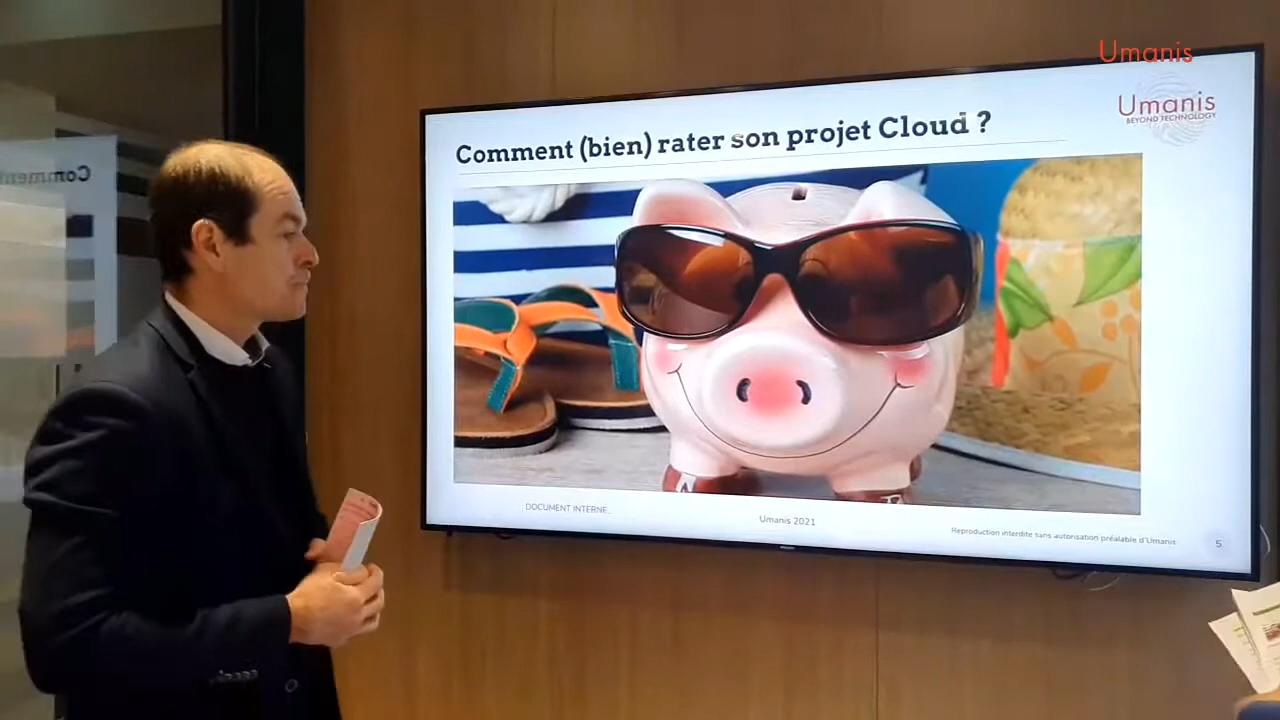 Umanis
Umanis
BEYOND TECHNOLOGY
Comment (bien) rater son projet Cloud ?
Comment
DOCUMENT INTERNE
Umanis 2021
Reproduction interdite sans autorisation préalable d'Umanis
5